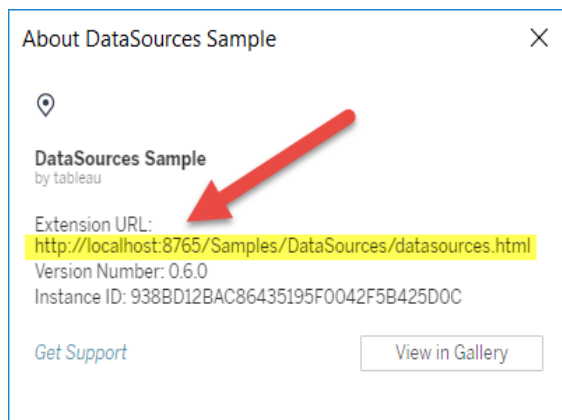 About DataSources Sample
DataSources Sample
by tableau
Extension URL:
http://localhost:8765/Samples/DataSources/datasources.html
Version Number: 0.6.0
Instance ID: 938BD12BAC86435195F0042F5B425D0C
Get Support
View in Gallery